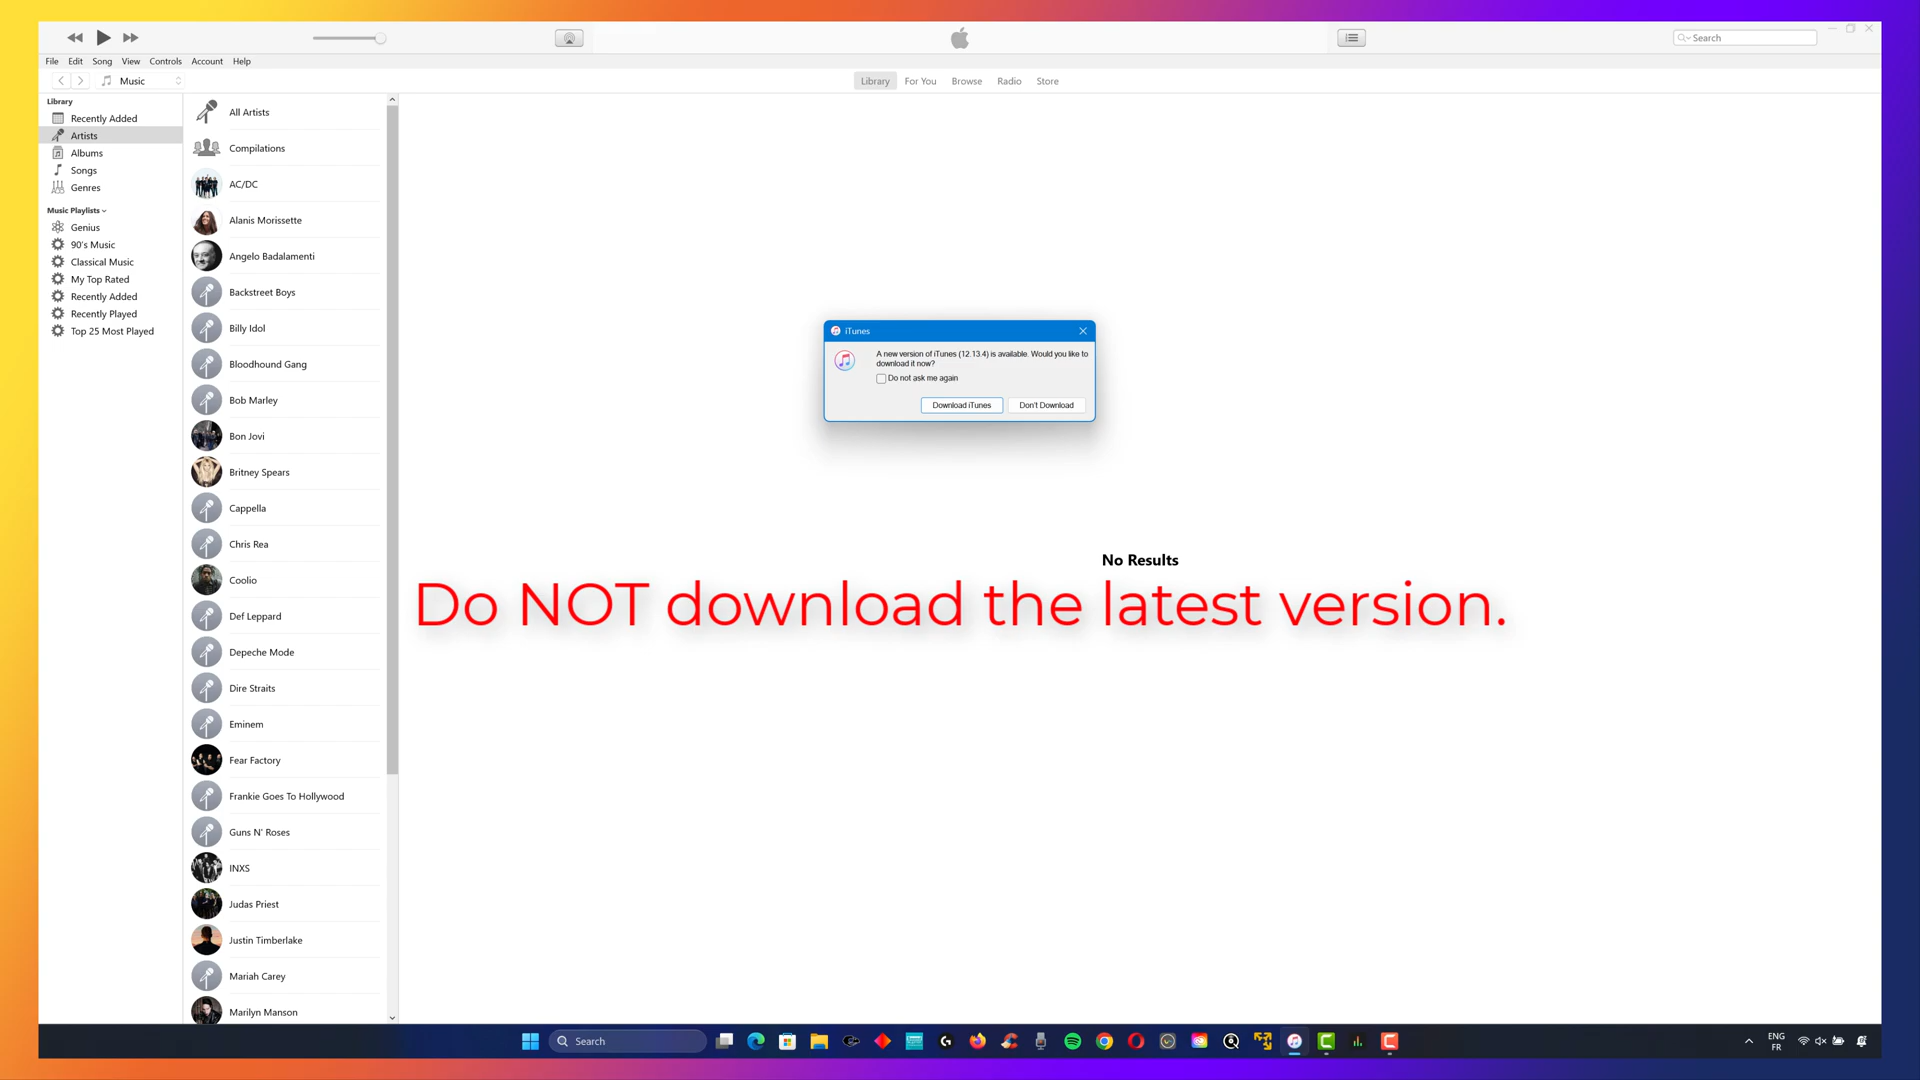 Search
File Edit Song View Controls Account Help
Music
Library For You Browse Radio Store
Library
Recently Added
Artists
Albums
Songs
Genres
Music Playlists
Genius
90's Music
Classical Music
My Top Rated
Recently Added
Recently Played
Top 25 Most Played
All Artists
Compilations
AC/DC
Alanis Morissette
Angelo Badalamenti
Backstreet Boys
Billy Idol
Bloodhound Gang
Bob Marley
Bon Jovi
Britney Spears
Cappella
Chris Rea
Coolio
Def Leppard
Depeche Mode
Dire Straits
Eminem
Fear Factory
Frankie Goes To Hollywood
Guns N' Roses
INXS
Judas Priest
Justin Timberlake
Mariah Carey
Marilyn Manson
iTunes
A new version of iTunes (12.13.4) is available. Would you like to
download it now?
Do not ask me again
Download iTunes Don't Download
No Results
Do NOT download the latest version.
Search
ENG
FR